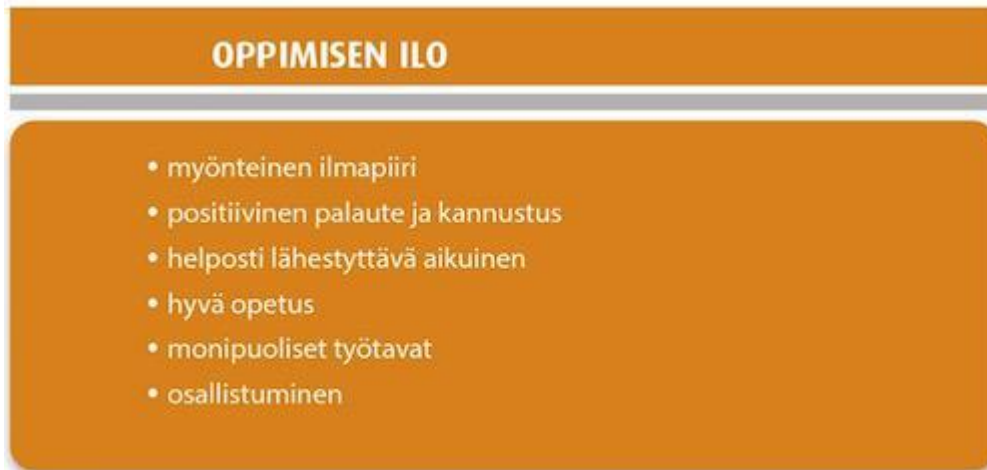 OPPIMISEN ILO
• myönteinen ilmapiiri
• positiivinen palaute ja kannustus
• helposti lähestyttävä aikuinen
• hyvä opetus
• monipuoliset työtavat
• osallistuminen